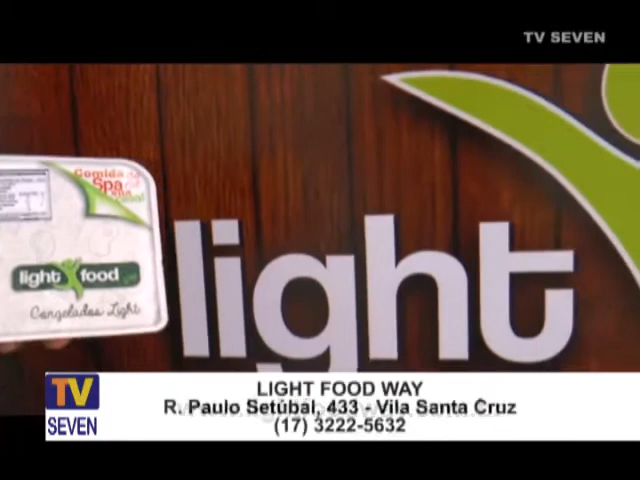 TV SEVEN
Comida de
Spa
light food
Congelados Light
light
TV
SEVEN
LIGHT FOOD WAY
R. Paulo Setúbal, 433 - Vila Santa Cruz
(17) 3222-5632